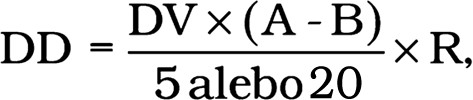 DD = DV × (A - B) / 5 alebo 20 × R,